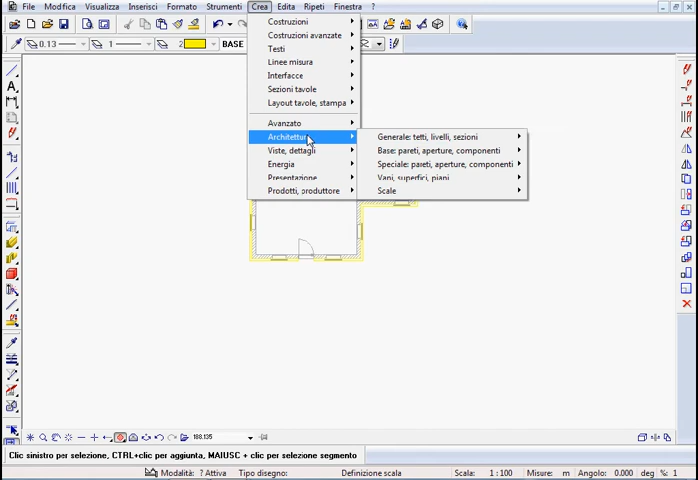 File Modifica Visualizza Inserisci Formato Strumenti Crea Edita Ripeti Finestra ?
0.13 1 2 BASE
Costruzioni
Costruzioni avanzate
Testi
Linee misura
Interfacce
Sezioni tavole
Layout tavole, stampa
Avanzato
Architettura
Viste, dettagli
Energia
Presentazione
Prodotti, produttore
Generale: tetti, livelli, sezioni
Base: pareti, aperture, componenti
Speciale: pareti, aperture, componenti
Vani, superfici, piani
Scale
188.135
Clic sinistro per selezione, CTRL+clic per aggiunta, MAIUSC + clic per selezione segmento
Modalità: ? Attiva Tipo disegno: Definizione scala Scala: 1 : 100 Misure: m Angolo: 0.000 deg % 1